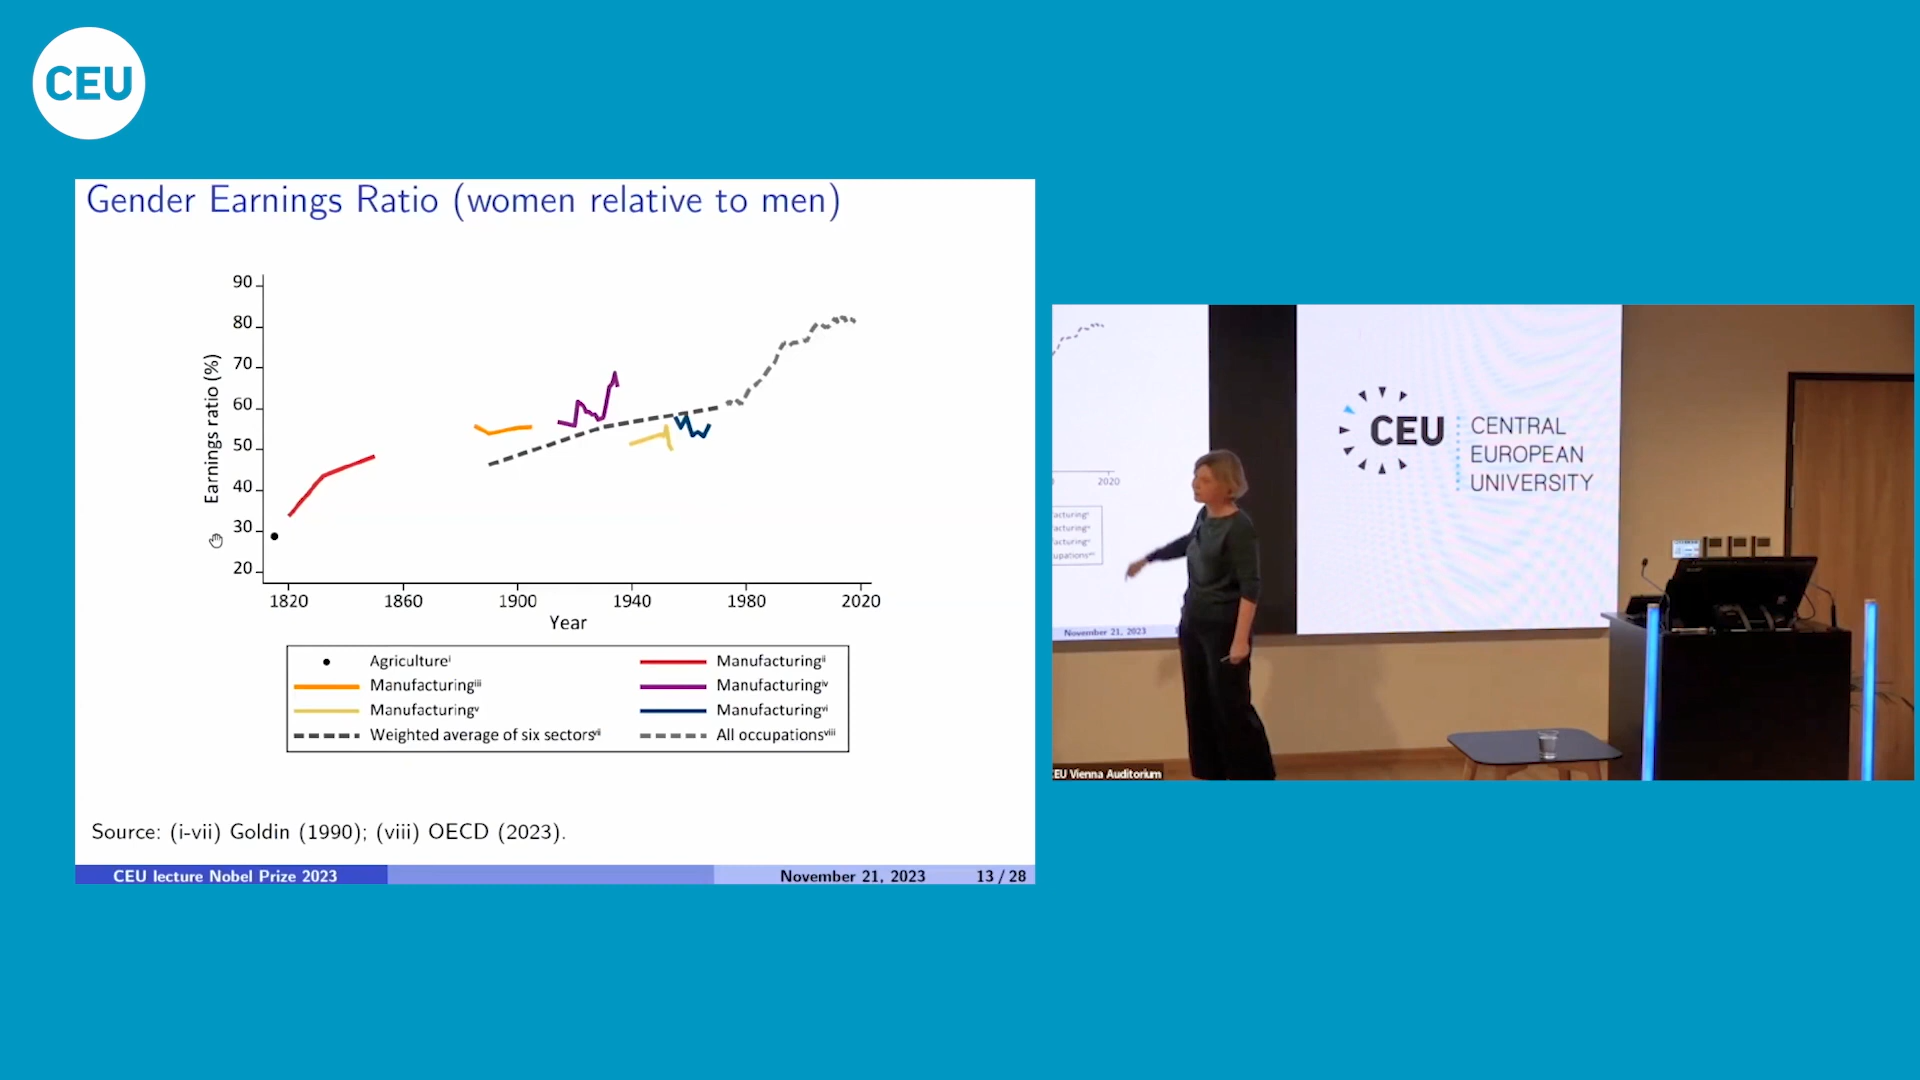 CEU
Gender Earnings Ratio (women relative to men)
90
80
70
60
50
40
30
20
Earnings ratio (%)
1820 1860 1900 1940 1980 2020
Year
Agricultureⁱ Manufacturingⁱⁱ
Manufacturingⁱⁱⁱ Manufacturingⁱᵛ
Manufacturingᵛ Manufacturingᵛⁱ
Weighted average of six sectorsᵛⁱⁱ All occupationsᵛⁱⁱⁱ
Source: (i-vii) Goldin (1990); (viii) OECD (2023).
CEU lecture Nobel Prize 2023 November 21, 2023 13 / 28
2020
November 21, 2023
CEU
CENTRAL
EUROPEAN
UNIVERSITY
EU Vienna Auditorium